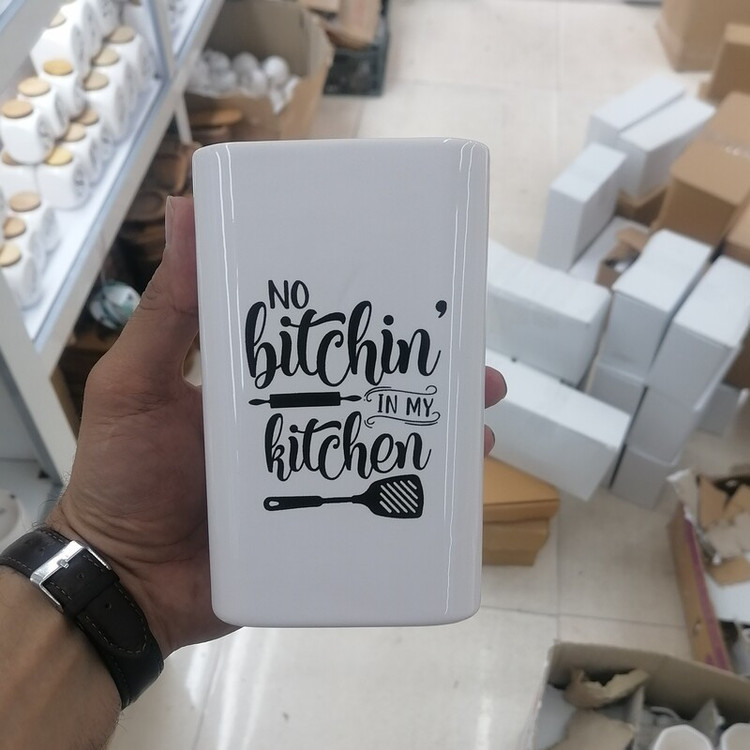 NO
bitchin'
IN MY
kitchen